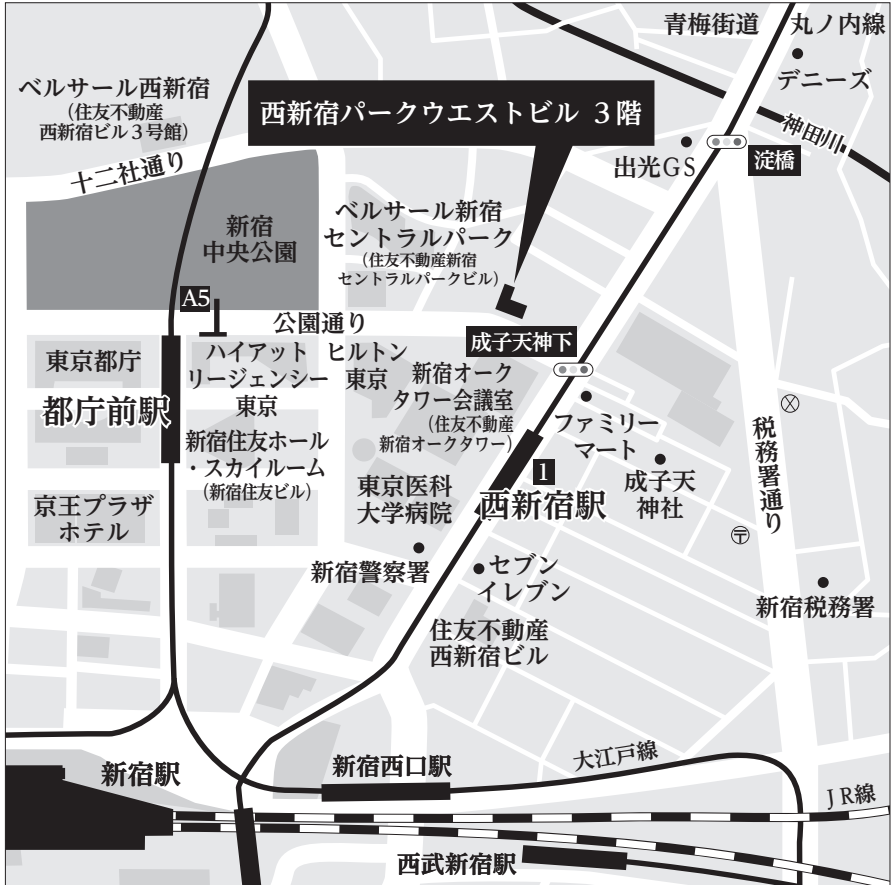 青梅街道
丸ノ内線
デニーズ
神田川
ベルサール西新宿
（住友不動産
西新宿ビル３号館）
西新宿パークウエストビル ３階
出光GS
淀橋
十二社通り
新宿
中央公園
ベルサール新宿
セントラルパーク
（住友不動産新宿
セントラルパークビル）
A5
公園通り
成子天神下
東京都庁
ハイアット
リージェンシー
東京
ヒルトン
東京
新宿オーク
タワー会議室
（住友不動産
新宿オークタワー）
ファミリー
マート
税務署通り
都庁前駅
新宿住友ホール
・スカイルーム
（新宿住友ビル）
1
西新宿駅
成子天
神社
東京医科
大学病院
京王プラザ
ホテル
〒
新宿警察署
セブン
イレブン
新宿税務署
住友不動産
西新宿ビル
新宿駅
新宿西口駅
大江戸線
JR線
西武新宿駅